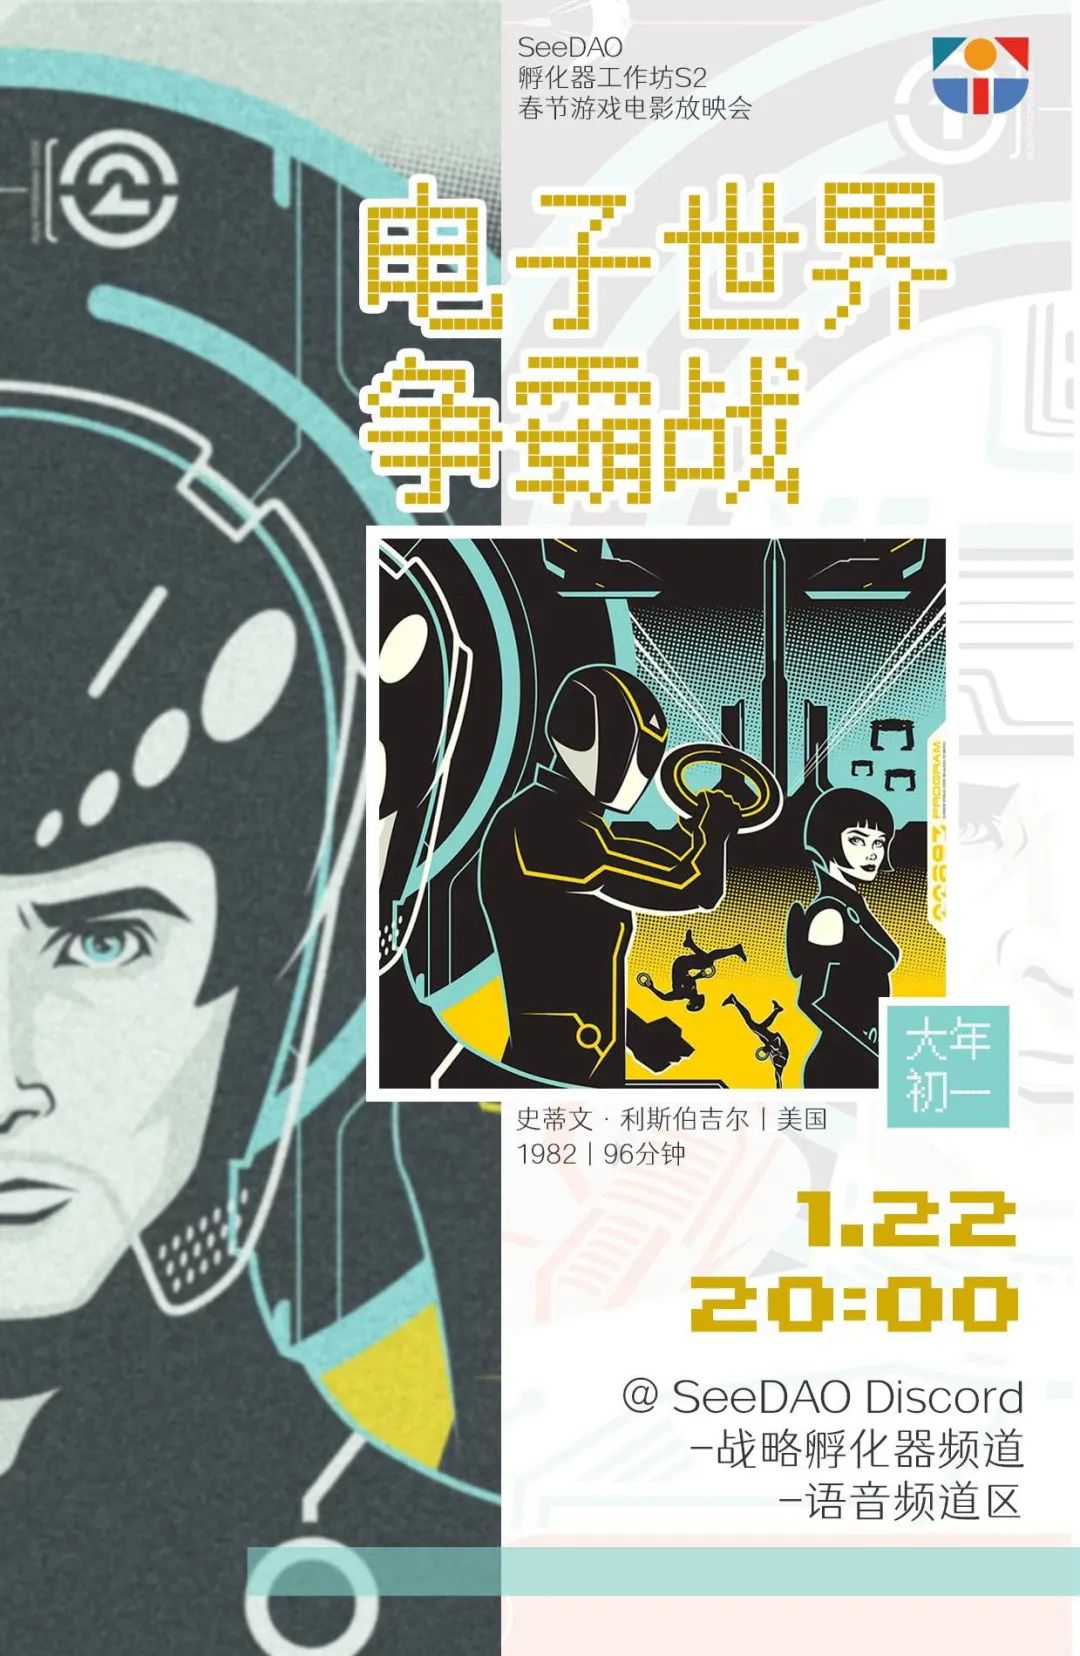 SeeDAO
孵化器工作坊S2
春节游戏电影放映会
电子世界
争霸战
PROGRAM
大年
初一
史蒂文 · 利斯伯吉尔 | 美国
1982 | 96分钟
1.22
20:00
@ SeeDAO Discord
-战略孵化器频道
-语音频道区